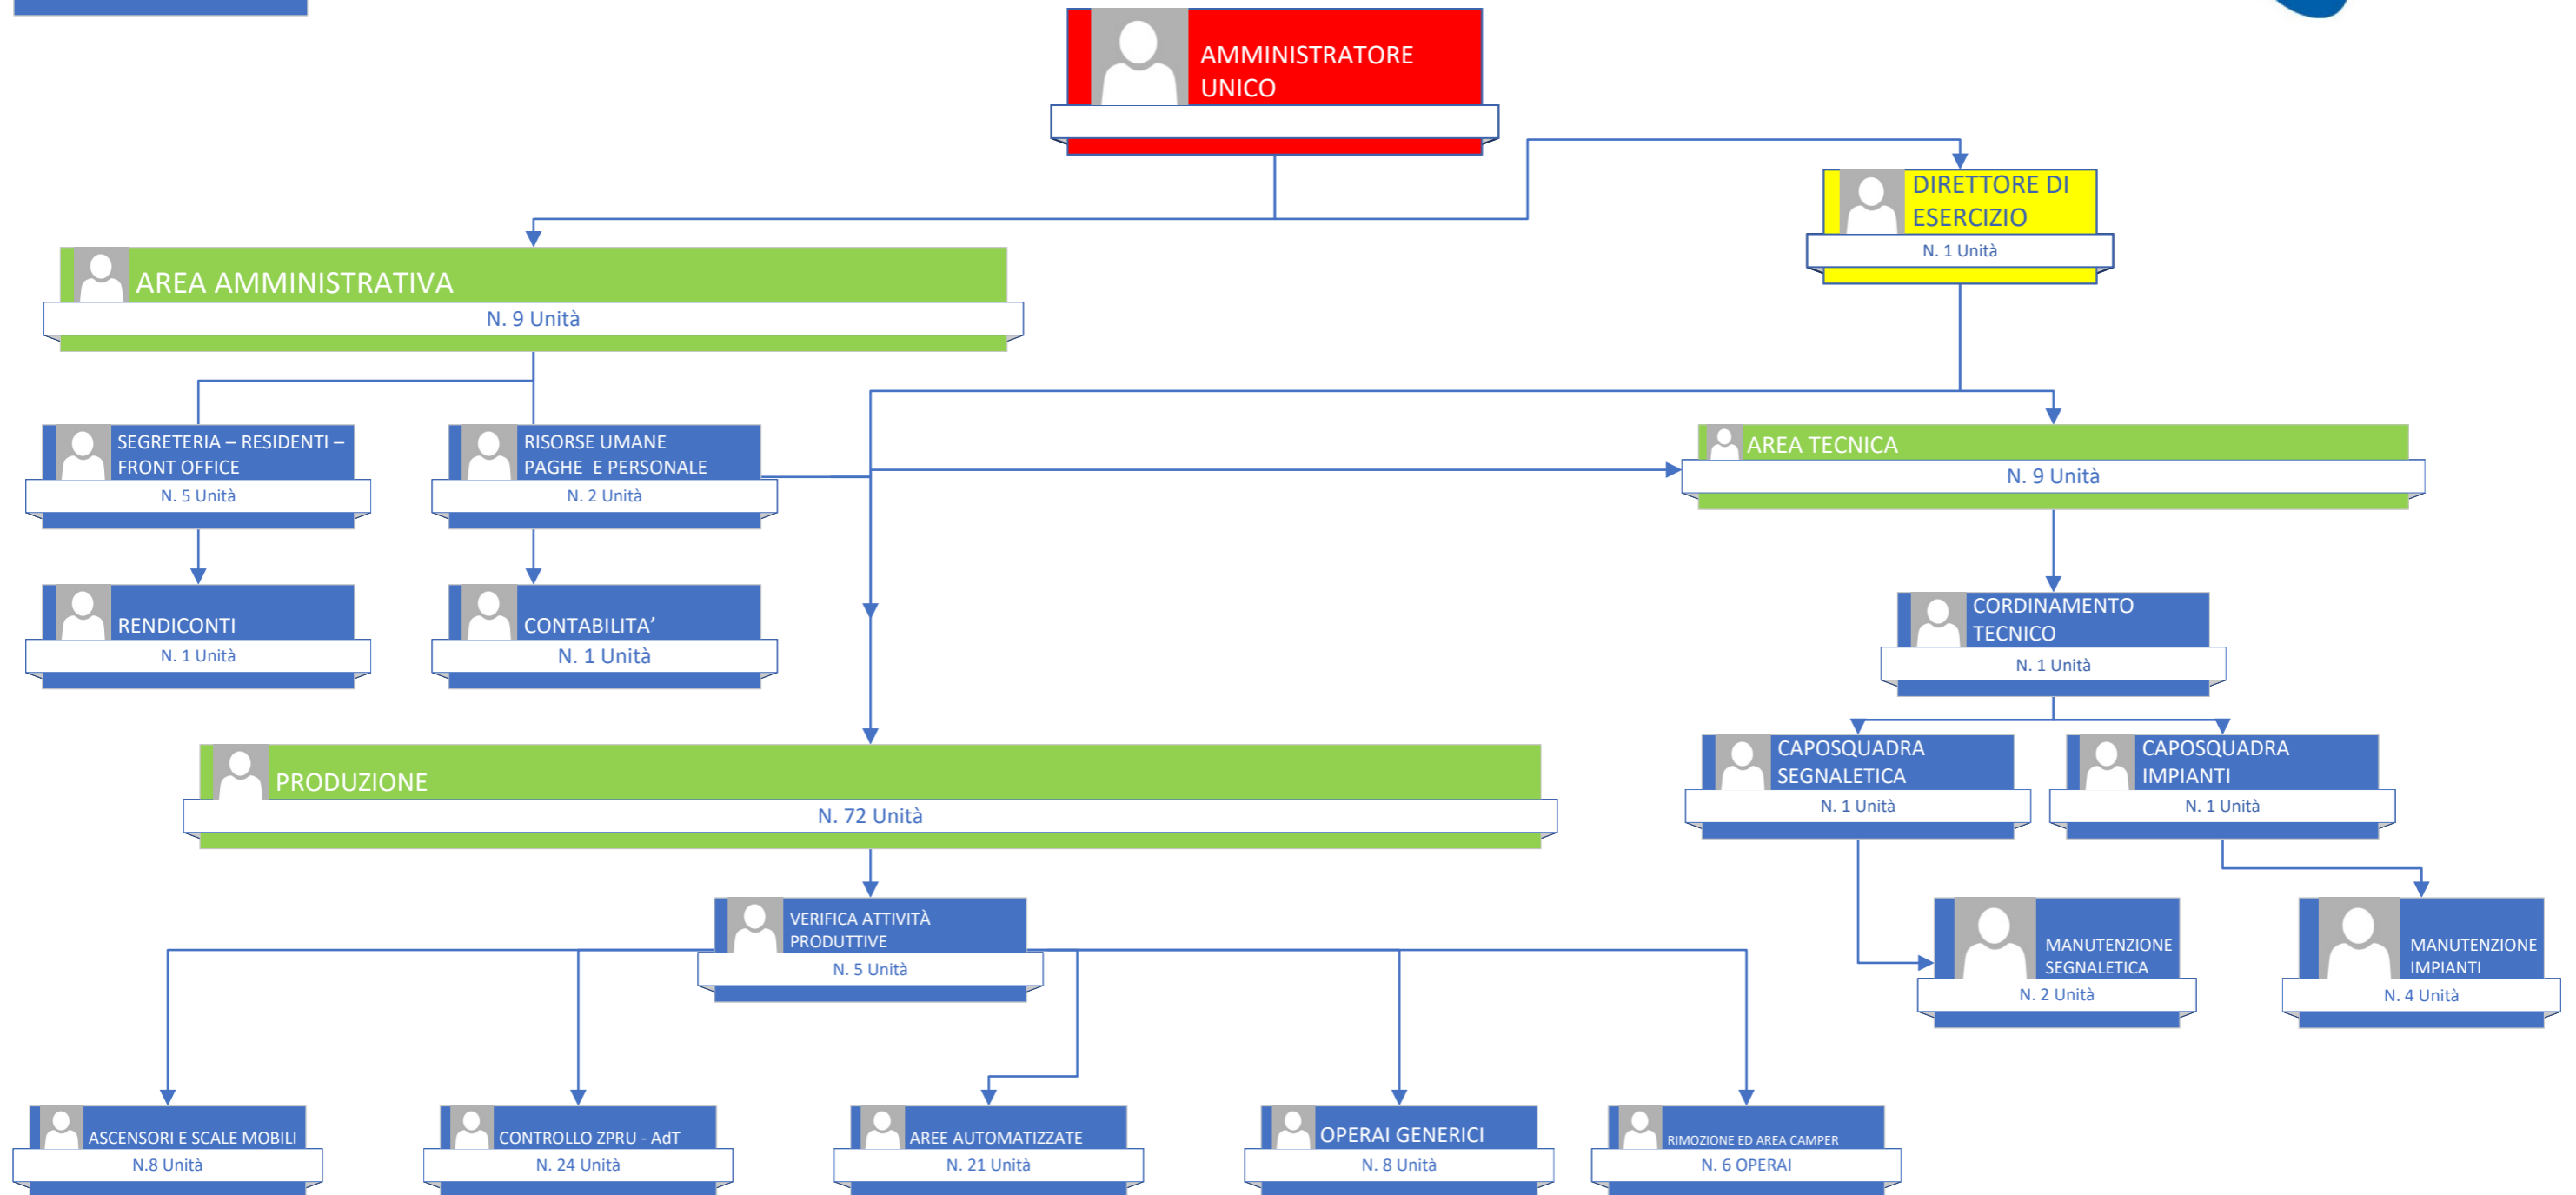 AMMINISTRATORE
UNICO
DIRETTORE DI
ESERCIZIO
N. 1 Unità
AREA AMMINISTRATIVA
N. 9 Unità
SEGRETERIA – RESIDENTI –
FRONT OFFICE
N. 5 Unità
RISORSE UMANE
PAGHE E PERSONALE
N. 2 Unità
AREA TECNICA
N. 9 Unità
RENDICONTI
N. 1 Unità
CONTABILITA’
N. 1 Unità
CORDINAMENTO
TECNICO
N. 1 Unità
PRODUZIONE
N. 72 Unità
CAPOSQUADRA
SEGNALETICA
N. 1 Unità
CAPOSQUADRA
IMPIANTI
N. 1 Unità
VERIFICA ATTIVITÀ
PRODUTTIVE
N. 5 Unità
MANUTENZIONE
SEGNALETICA
N. 2 Unità
MANUTENZIONE
IMPIANTI
N. 4 Unità
ASCENSORI E SCALE MOBILI
N.8 Unità
CONTROLLO ZPRU - AdT
N. 24 Unità
AREE AUTOMATIZZATE
N. 21 Unità
OPERAI GENERICI
N. 8 Unità
RIMOZIONE ED AREA CAMPER
N. 6 OPERAI